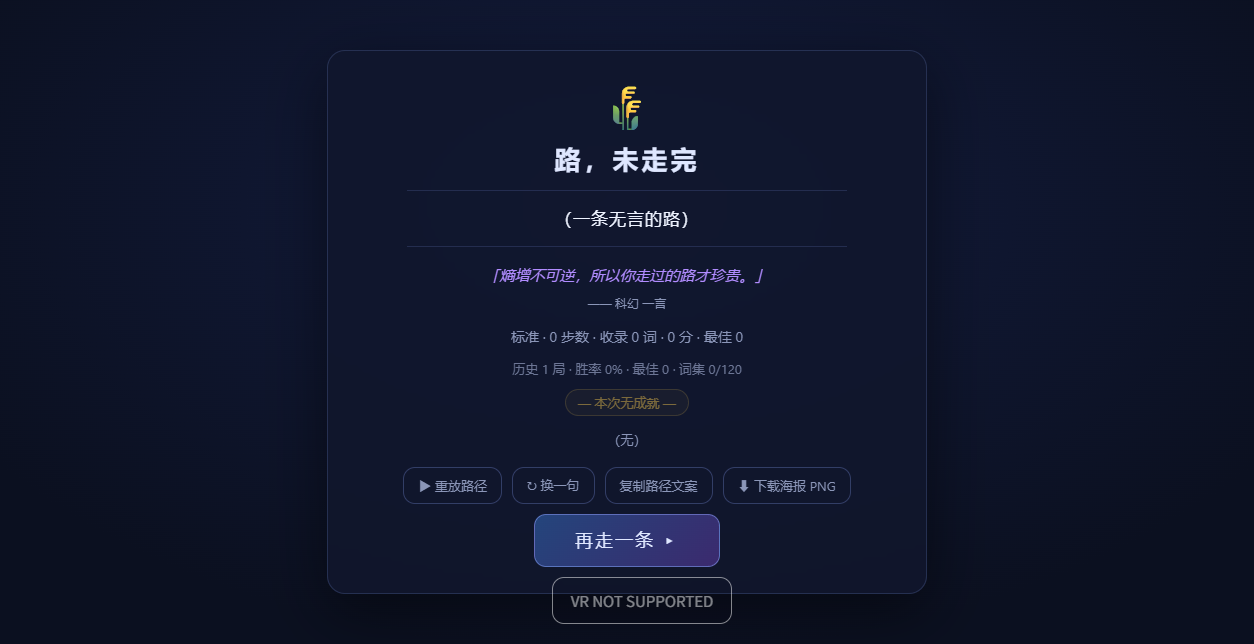 路，未走完
（一条无言的路）
「熵增不可逆，所以你走过的路才珍贵。」
—— 科幻 一言
标准 · 0 步数 · 收录 0 词 · 0 分 · 最佳 0
历史 1 局 · 胜率 0% · 最佳 0 · 词集 0/120
— 本次无成就 —
（无）
▶ 重放路径 ↻ 换一句 复制路径文案 ⬇ 下载海报 PNG
再走一条 ▸
VR NOT SUPPORTED